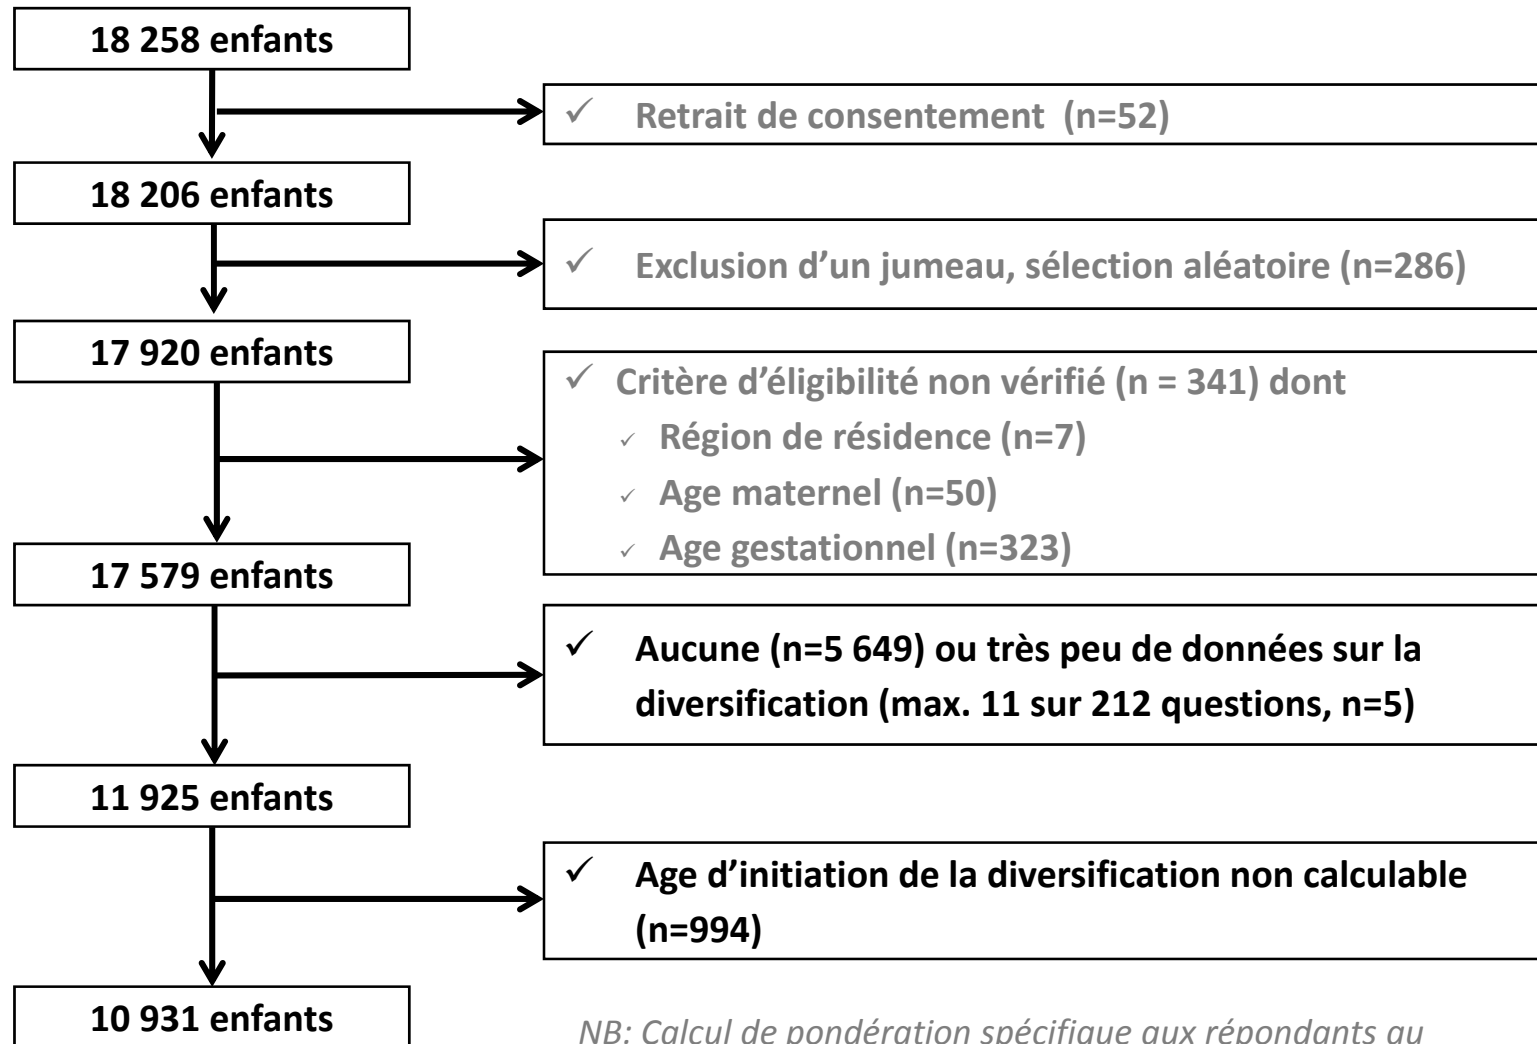 18 258 enfants
✓ Retrait de consentement (n=52)
18 206 enfants
✓ Exclusion d’un jumeau, sélection aléatoire (n=286)
17 920 enfants
✓ Critère d’éligibilité non vérifié (n = 341) dont
✓ Région de résidence (n=7)
✓ Age maternel (n=50)
✓ Age gestationnel (n=323)
17 579 enfants
✓ Aucune (n=5 649) ou très peu de données sur la
diversification (max. 11 sur 212 questions, n=5)
11 925 enfants
✓ Age d’initiation de la diversification non calculable
(n=994)
10 931 enfants
NB: Calcul de pondération spécifique aux répondants au